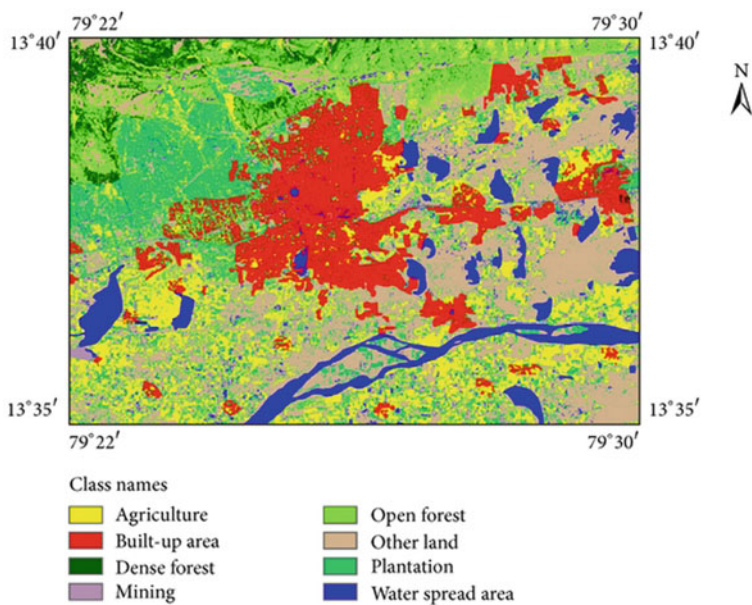 79°22′ 79°30′
13°40′ 13°40′
N
13°35′ 13°35′
79°22′ 79°30′
Class names
Agriculture Open forest
Built-up area Other land
Dense forest Plantation
Mining Water spread area